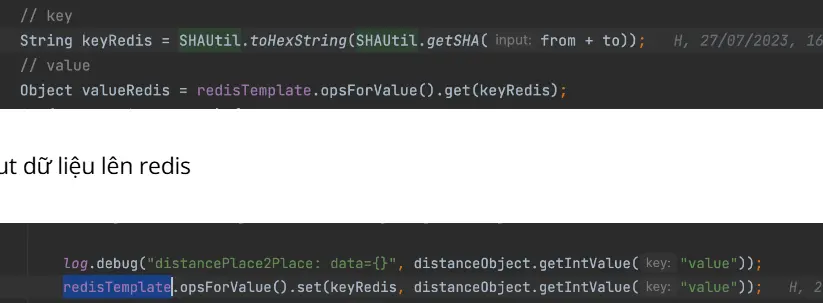 // key
String keyRedis = SHAUtil.toHexString(SHAUtil.getSHA( input: from + to)); H, 27/07/2023, 16
// value
Object valueRedis = redisTemplate.opsForValue().get(keyRedis);
ut dữ liệu lên redis
log.debug("distancePlace2Place: data={}", distanceObject.getIntValue( key: "value"));
redisTemplate.opsForValue().set(keyRedis, distanceObject.getIntValue( key: "value")); H, 2